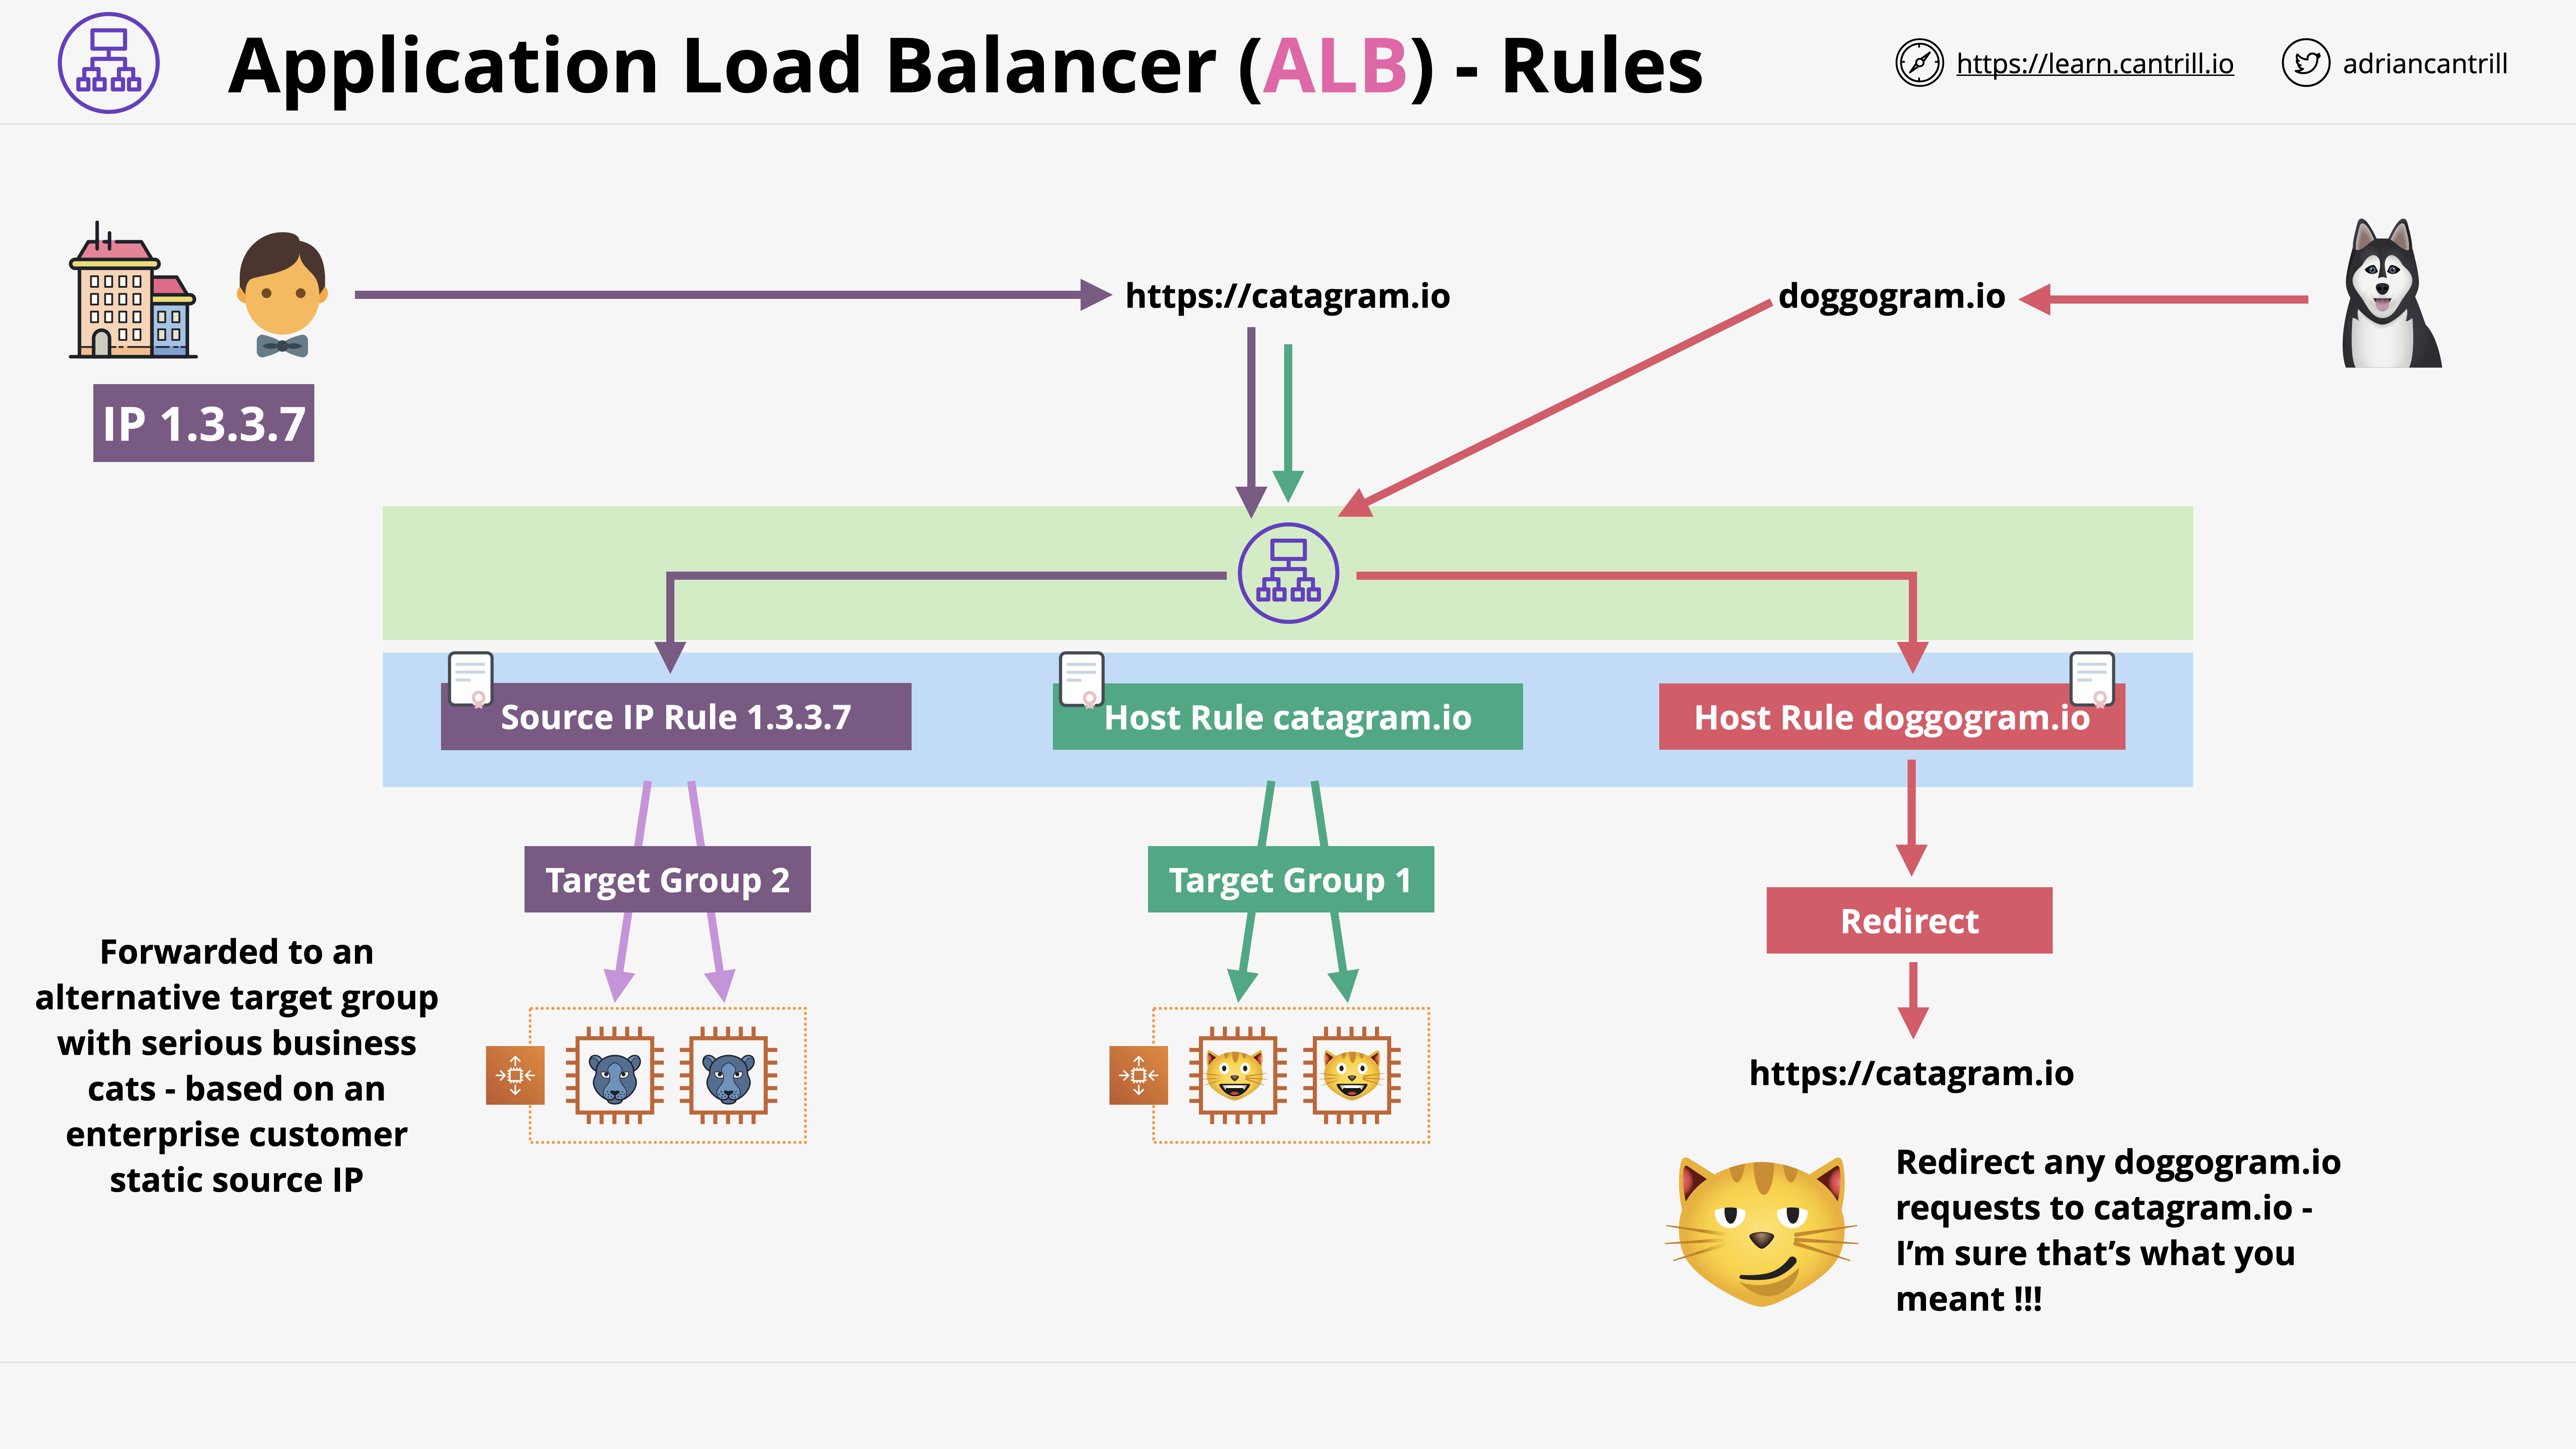 Application Load Balancer (ALB) - Rules
https://learn.cantrill.io
adriancantrill
https://catagram.io
doggogram.io
IP 1.3.3.7
Source IP Rule 1.3.3.7
Host Rule catagram.io
Host Rule doggogram.io
Target Group 2
Target Group 1
Redirect
Forwarded to an
alternative target group
with serious business
cats - based on an
enterprise customer
static source IP
https://catagram.io
Redirect any doggogram.io
requests to catagram.io -
I’m sure that’s what you
meant !!!